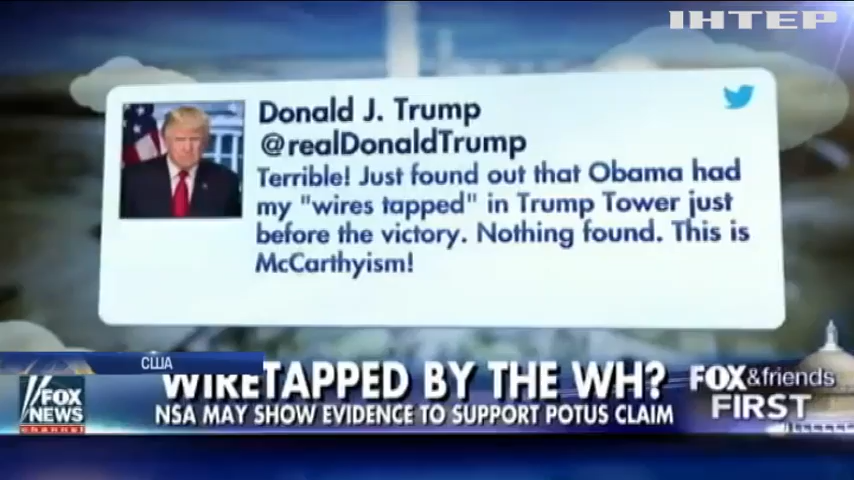 ІНТЕР
Donald J. Trump
@realDonaldTrump
Terrible! Just found out that Obama had
my "wires tapped" in Trump Tower just
before the victory. Nothing found. This is
McCarthyism!
США
WIRETAPPED BY THE WH?
NSA MAY SHOW EVIDENCE TO SUPPORT POTUS CLAIM
FOX
NEWS
channel
FOX&friends
FIRST